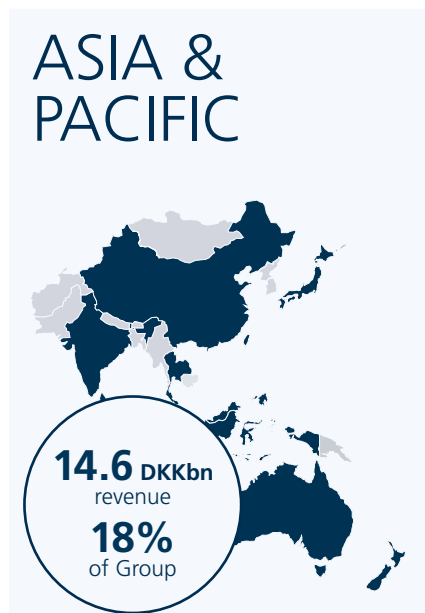 ASIA &
PACIFIC
14.6 DKKbn
revenue
18%
of Group